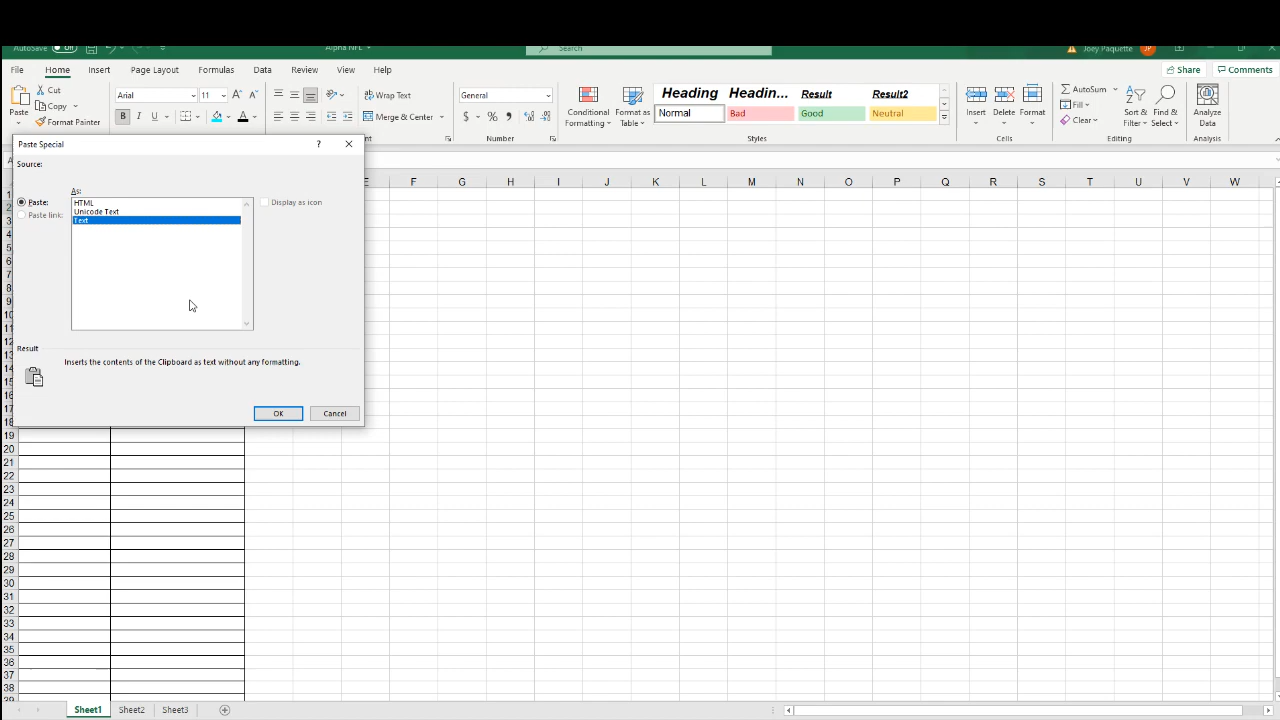 AutoSave Off Alpha NFL Search Joey Paquette JP
File Home Insert Page Layout Formulas Data Review View Help Share Comments
Paste Cut Copy Format Painter
Arial 11 B I U A
Wrap Text Merge & Center
General $ % 9
Number
Conditional Formatting Format as Table
Heading Headin... Result Result2
Normal Bad Good Neutral
Styles
Insert Delete Format
Cells
AutoSum Fill Clear
Sort & Filter Find & Select
Analyze Data
Analysis
Paste Special ? ×
Source:
As:
Paste:
Paste link:
HTML
Unicode Text
Text
Display as icon
Result
Inserts the contents of the Clipboard as text without any formatting.
OK Cancel
E F G H I J K L M N O P Q R S T U V W
1
2
3
4
5
6
7
8
9
10
11
12
13
14
15
16
17
18
19
20
21
22
23
24
25
26
27
28
29
30
31
32
33
34
35
36
37
38
39
Sheet1 Sheet2 Sheet3